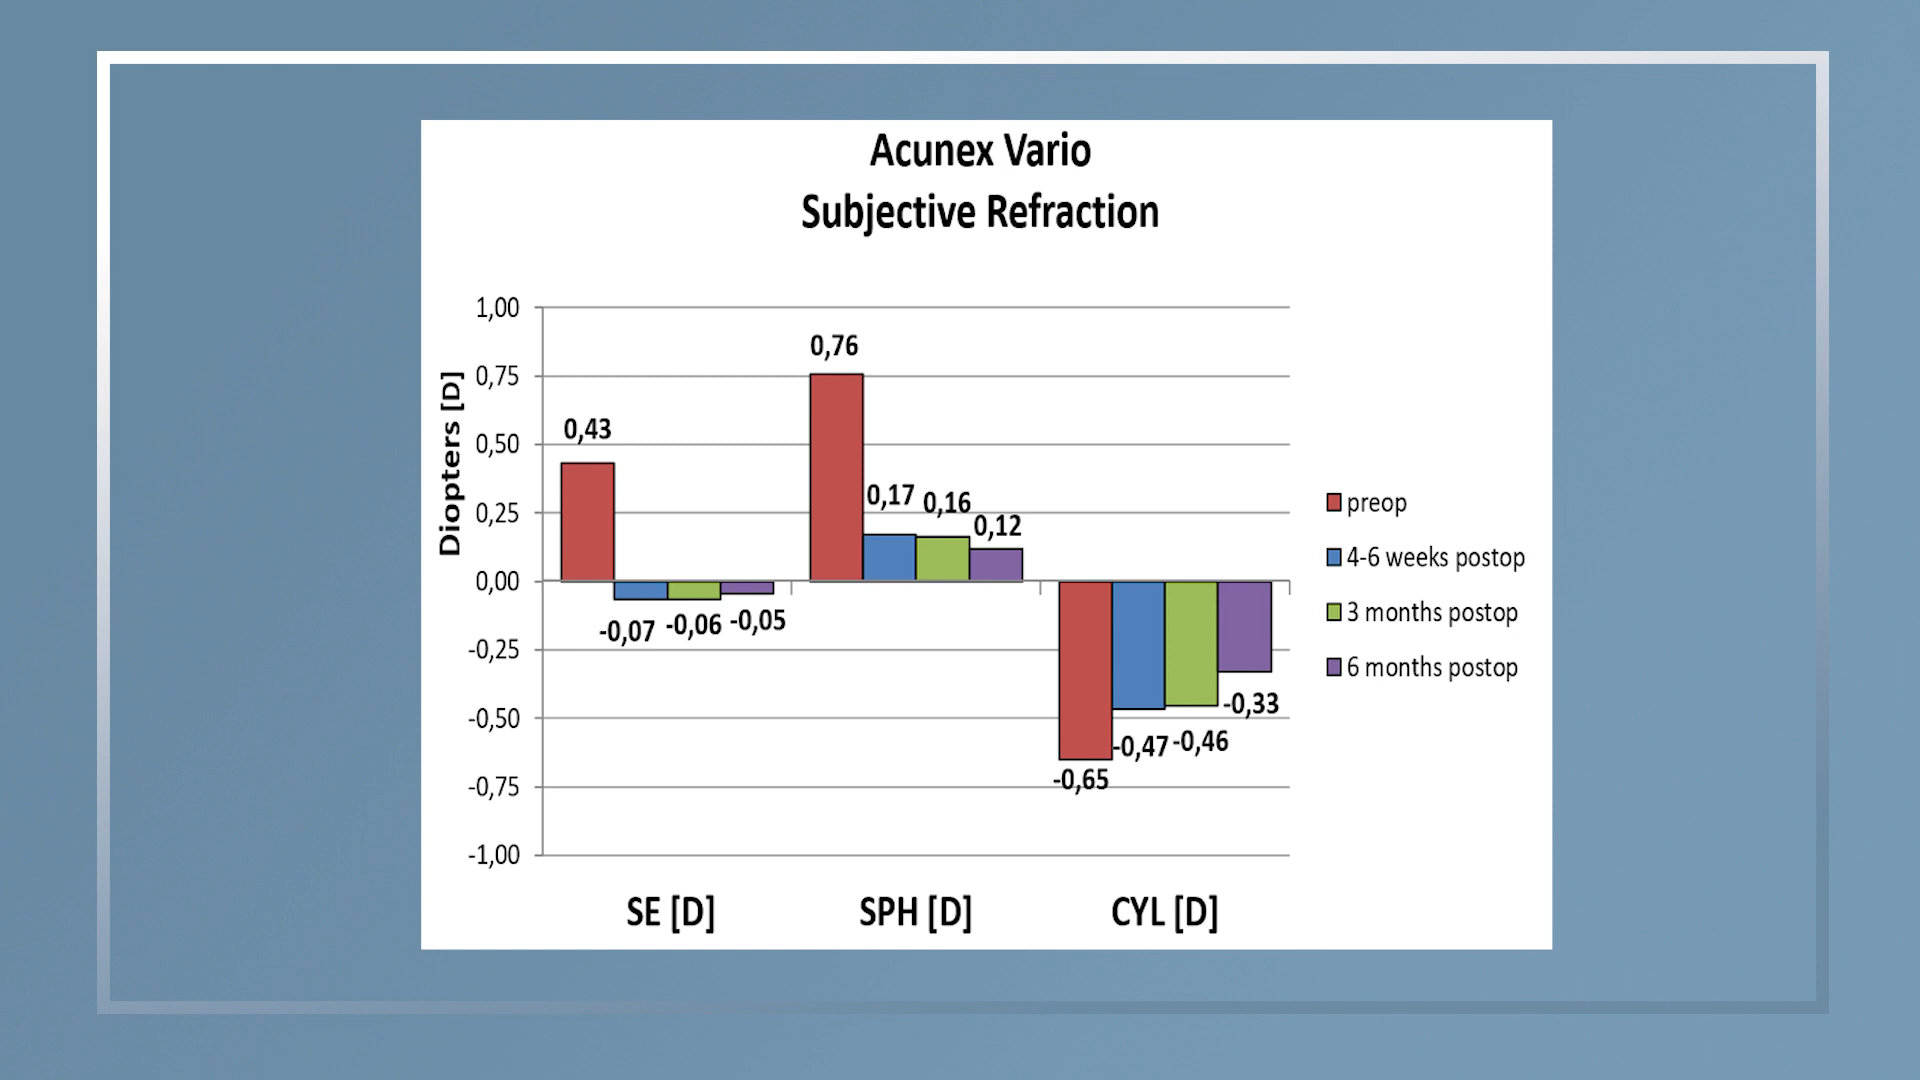 Acunex Vario
Subjective Refraction
Diopters [D]
1,00
0,75
0,50
0,25
0,00
-0,25
-0,50
-0,75
-1,00
0,43
-0,07
-0,06
-0,05
0,76
0,17
0,16
0,12
-0,65
-0,47
-0,46
-0,33
SE [D]
SPH [D]
CYL [D]
preop
4-6 weeks postop
3 months postop
6 months postop